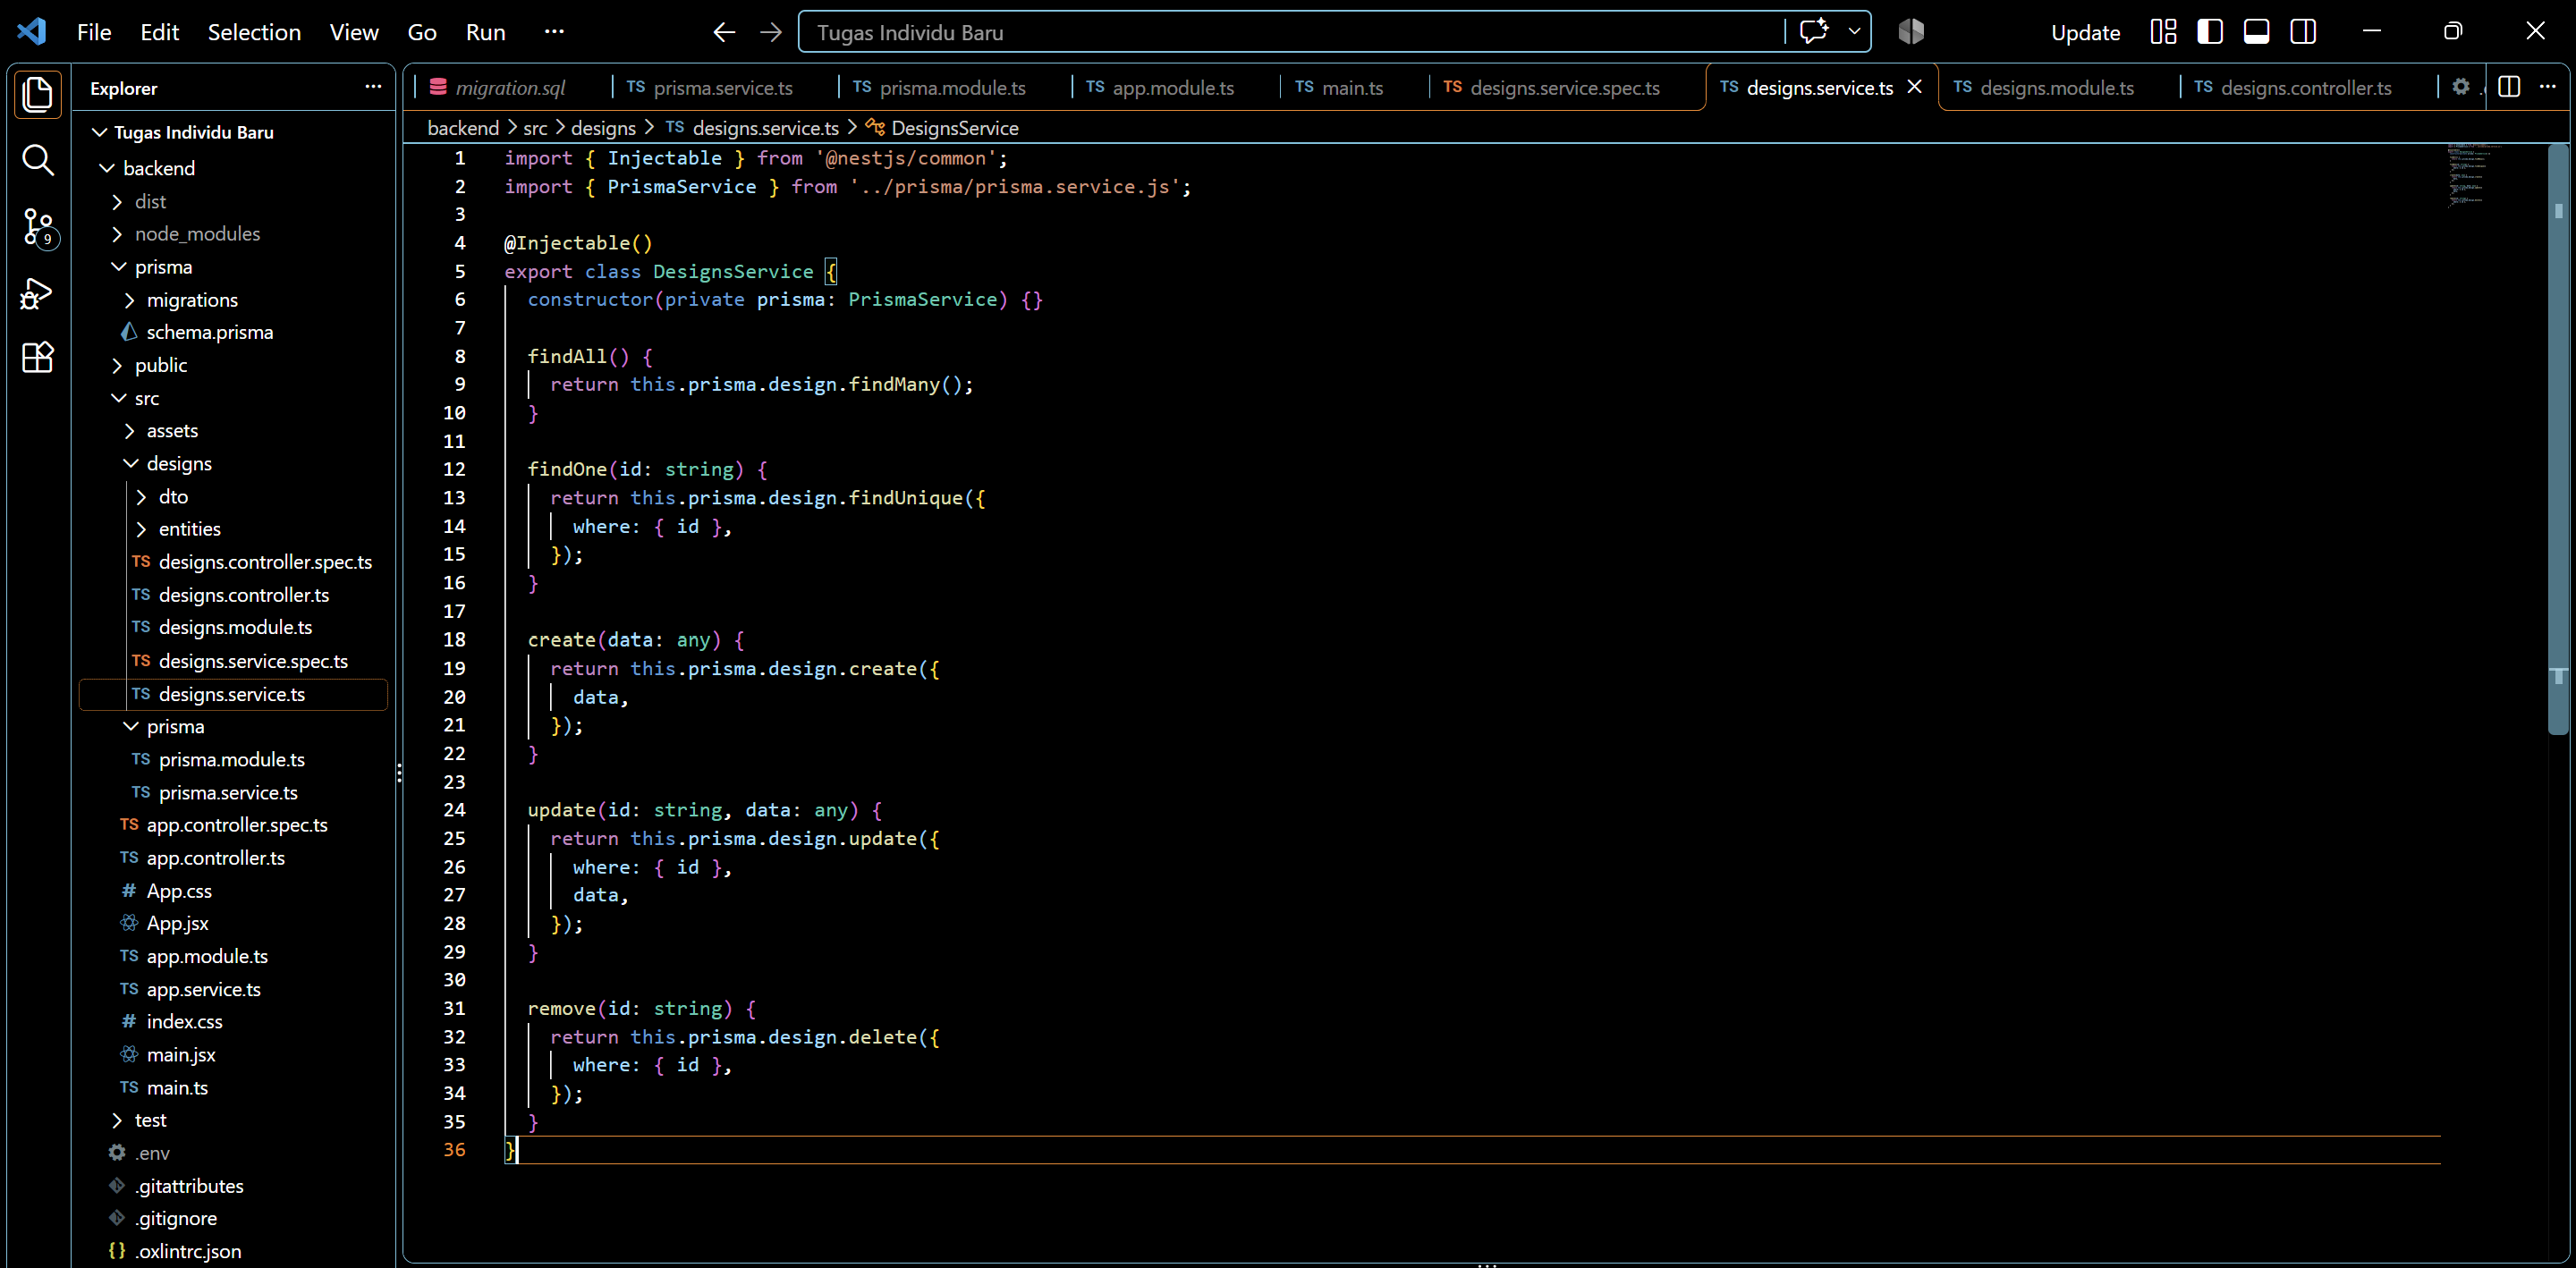 File Edit Selection View Go Run ···
Tugas Individu Baru
Update
Explorer ···
Tugas Individu Baru
backend
dist
node_modules
prisma
migrations
schema.prisma
public
src
assets
designs
dto
entities
TS designs.controller.spec.ts
TS designs.controller.ts
TS designs.module.ts
TS designs.service.spec.ts
TS designs.service.ts
prisma
TS prisma.module.ts
TS prisma.service.ts
TS app.controller.spec.ts
TS app.controller.ts
# App.css
App.jsx
TS app.module.ts
TS app.service.ts
# index.css
main.jsx
TS main.ts
test
.env
.gitattributes
.gitignore
{} .oxlintrc.json
9
migration.sql TS prisma.service.ts TS prisma.module.ts TS app.module.ts TS main.ts TS designs.service.spec.ts TS designs.service.ts TS designs.module.ts TS designs.controller.ts
backend > src > designs > TS designs.service.ts > DesignsService
1 import { Injectable } from '@nestjs/common';
2 import { PrismaService } from '../prisma/prisma.service.js';
3
4 @Injectable()
5 export class DesignsService {
6 constructor(private prisma: PrismaService) {}
7
8 findAll() {
9 return this.prisma.design.findMany();
10 }
11
12 findOne(id: string) {
13 return this.prisma.design.findUnique({
14 where: { id },
15 });
16 }
17
18 create(data: any) {
19 return this.prisma.design.create({
20 data,
21 });
22 }
23
24 update(id: string, data: any) {
25 return this.prisma.design.update({
26 where: { id },
27 data,
28 });
29 }
30
31 remove(id: string) {
32 return this.prisma.design.delete({
33 where: { id },
34 });
35 }
36 }